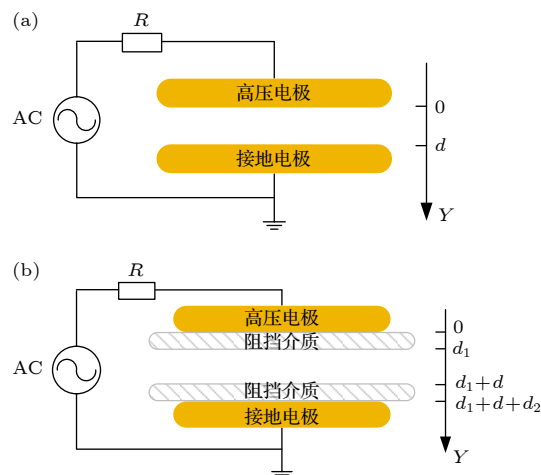 (a)
R
高压电极
AC
0
接地电极
d
Y
(b)
R
高压电极
0
阻挡介质
d₁
AC
阻挡介质
d₁+d
接地电极
d₁+d+d₂
Y